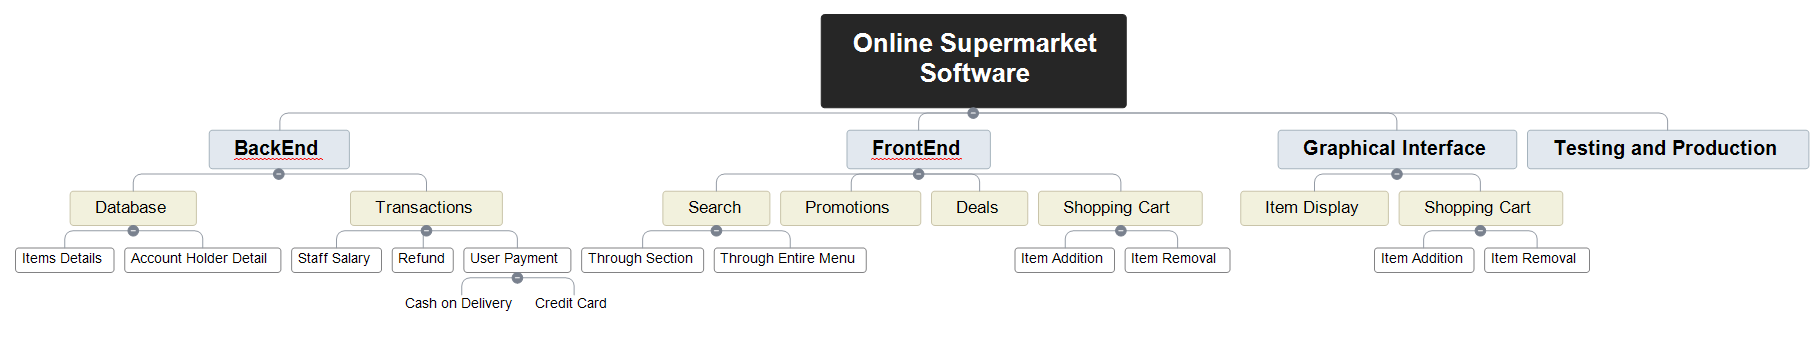 Online Supermarket
Software
BackEnd
FrontEnd
Graphical Interface
Testing and Production
Database
Transactions
Search
Promotions
Deals
Shopping Cart
Item Display
Shopping Cart
Items Details
Account Holder Detail
Staff Salary
Refund
User Payment
Through Section
Through Entire Menu
Item Addition
Item Removal
Item Addition
Item Removal
Cash on Delivery
Credit Card